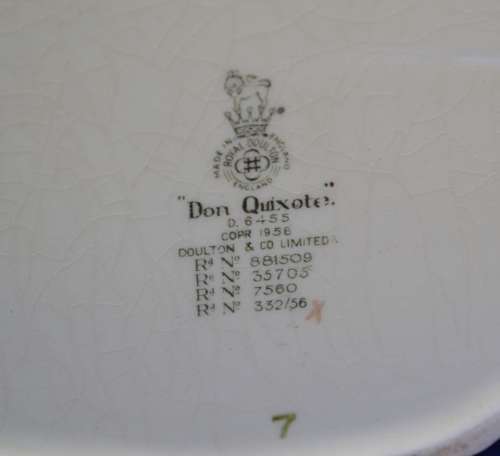 MADE IN ENGLAND
ROYAL DOULTON
ENGLAND
"Don Quixote".
D. 6455
COPR 1956
DOULTON & CO LIMITED
Rd No 881509
Rd No 35705
Rd No 7560
Rd No 332/56
X
7